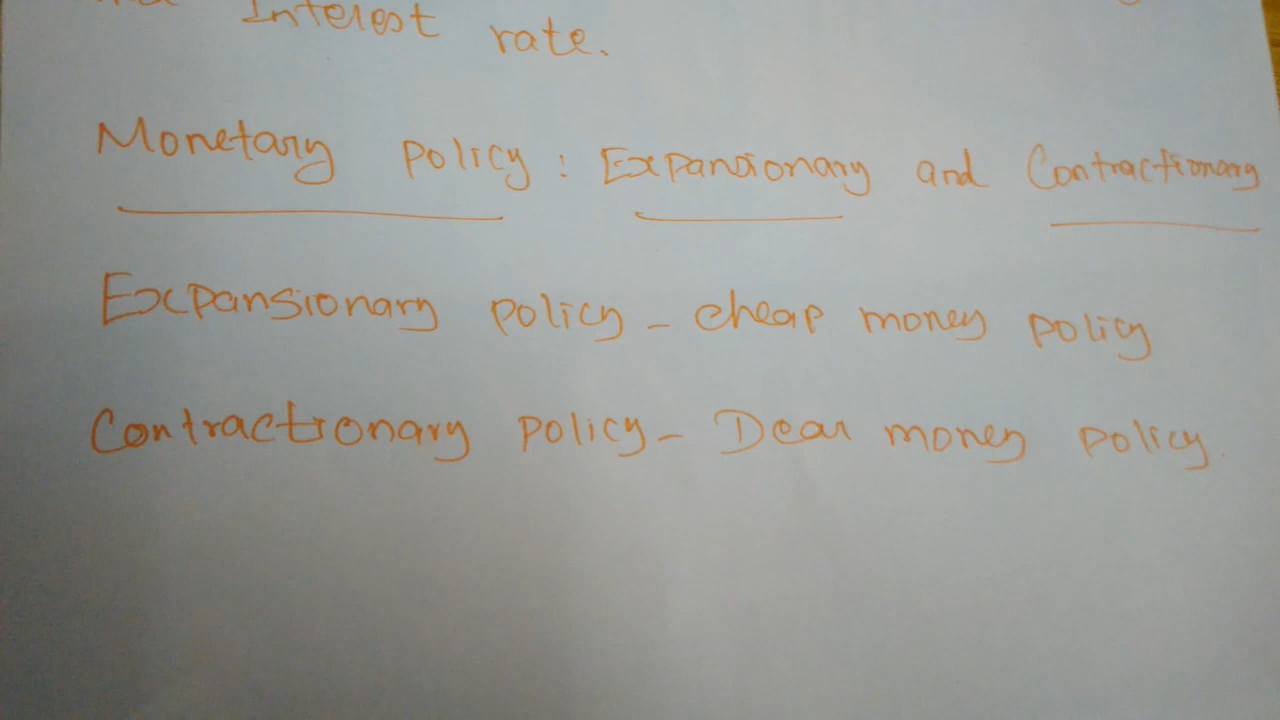 Interest rate.
Monetary policy : Expansionary and Contractionary
Expansionary policy - cheap money policy
Contractionary policy - Dear money policy.